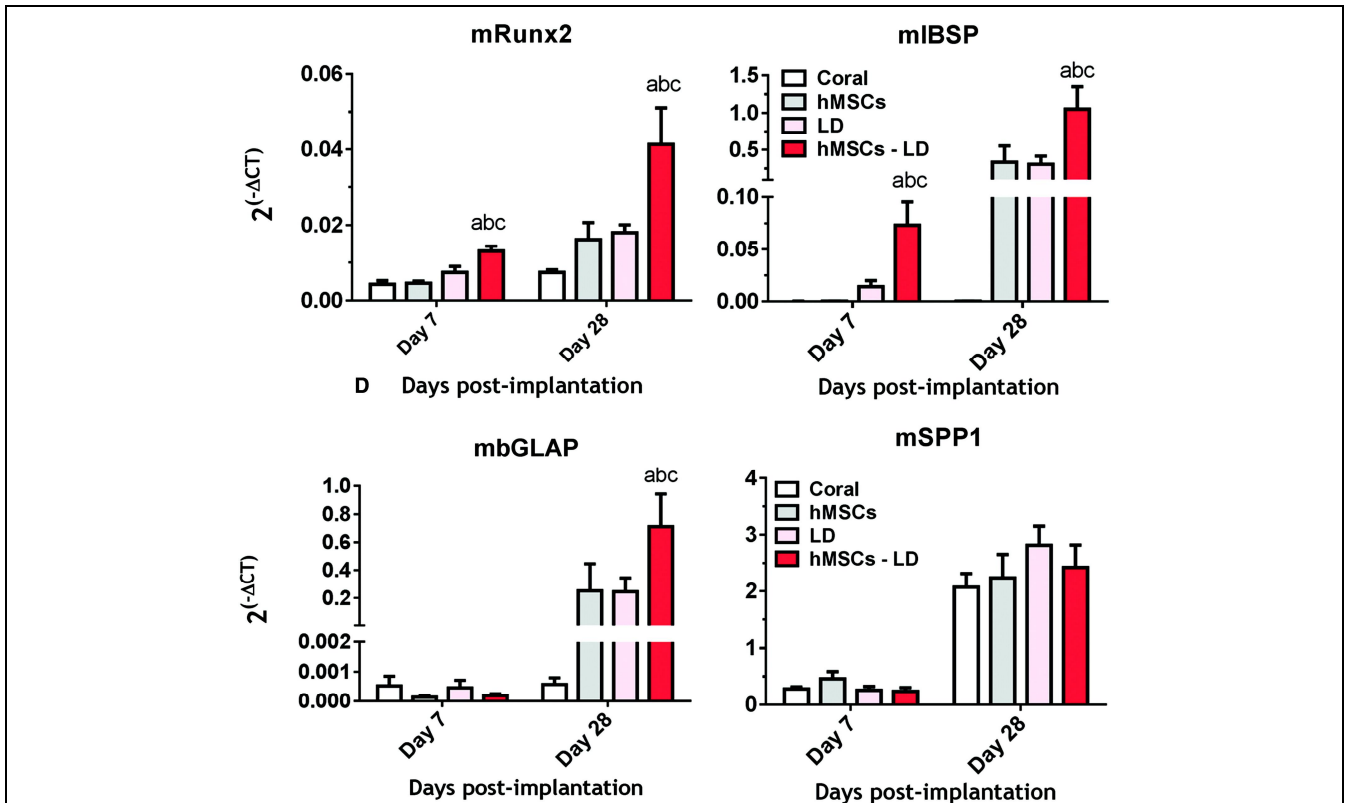 mRunx2
0.06
0.04
0.02
0.00
2(-ΔCT)
abc
abc
Day 7
Day 28
D Days post-implantation
mIBSP
1.5
1.0
0.5
0.10
0.05
0.00
Coral
hMSCs
LD
hMSCs - LD
abc
abc
Day 7
Day 28
Days post-implantation
mbGLAP
1.0
0.8
0.6
0.4
0.2
0.002
0.001
0.000
2(-ΔCT)
abc
Day 7
Day 28
Days post-implantation
mSPP1
4
3
2
1
0
Coral
hMSCs
LD
hMSCs - LD
Day 7
Day 28
Days post-implantation